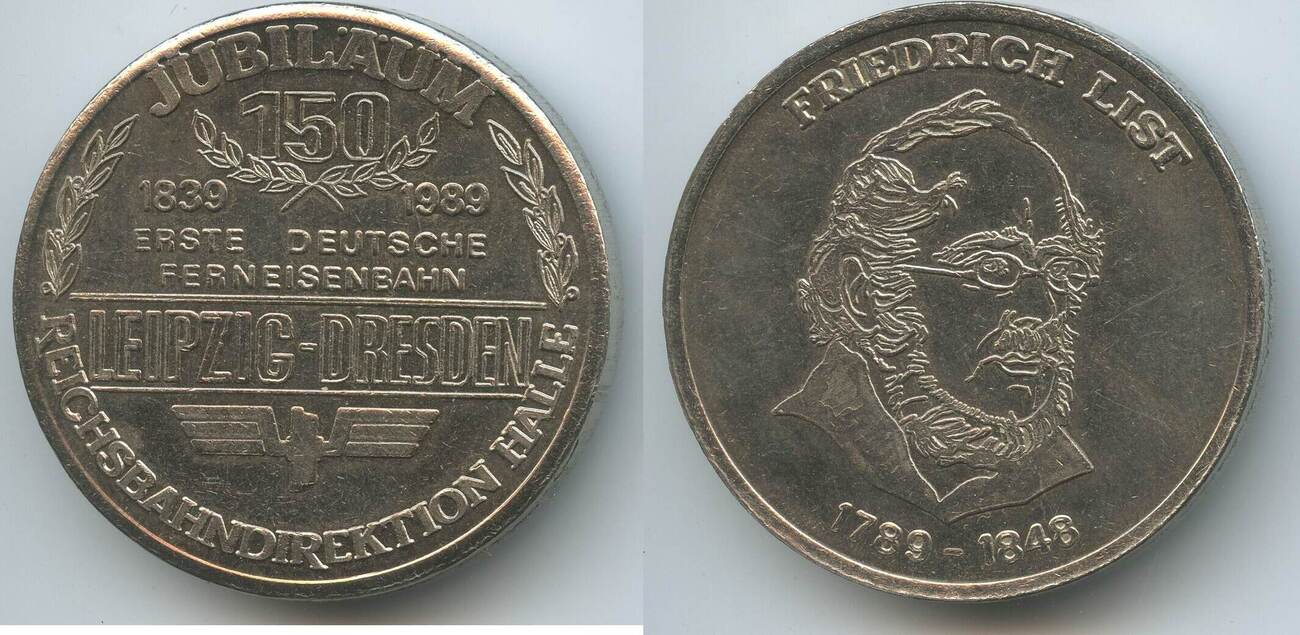 JUBILÄUM
150
1839 1989
ERSTE DEUTSCHE
FERNEISENBAHN
LEIPZIG-DRESDEN
REICHSBAHNDIREKTION HALLE
FRIEDRICH LIST
1789 - 1848